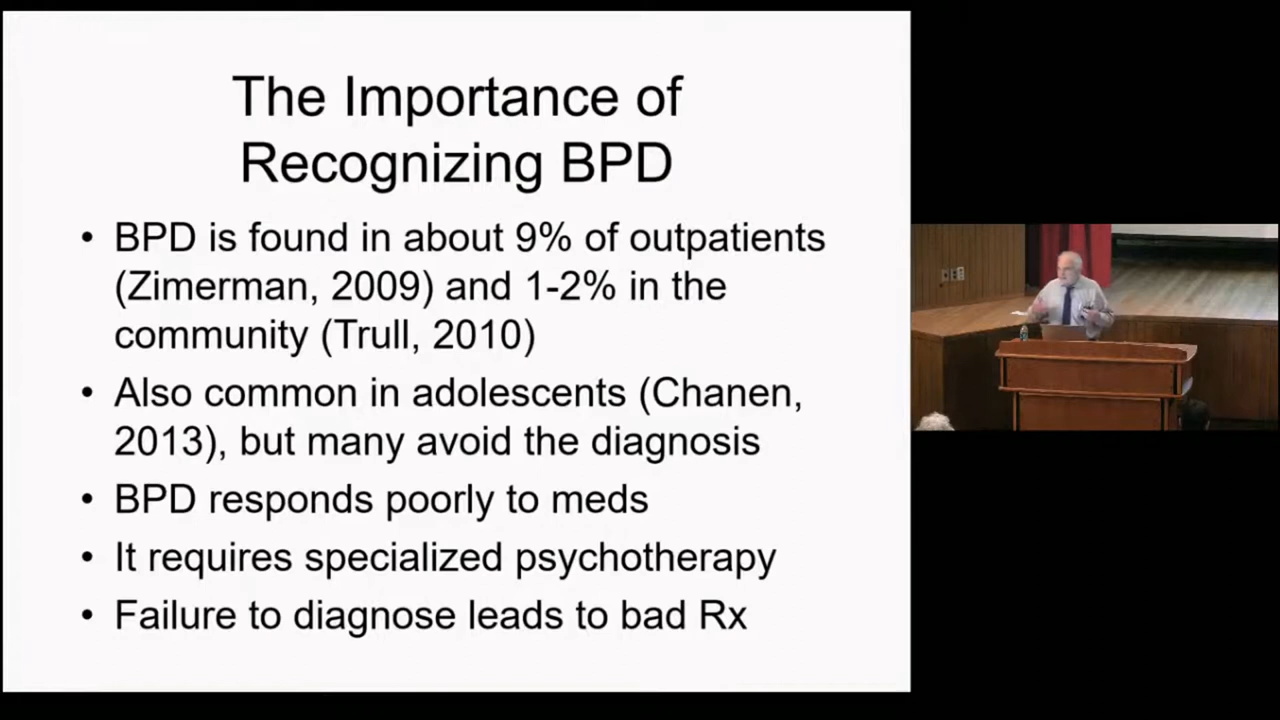 The Importance of
Recognizing BPD
• BPD is found in about 9% of outpatients
(Zimerman, 2009) and 1-2% in the
community (Trull, 2010)
• Also common in adolescents (Chanen,
2013), but many avoid the diagnosis
• BPD responds poorly to meds
• It requires specialized psychotherapy
• Failure to diagnose leads to bad Rx